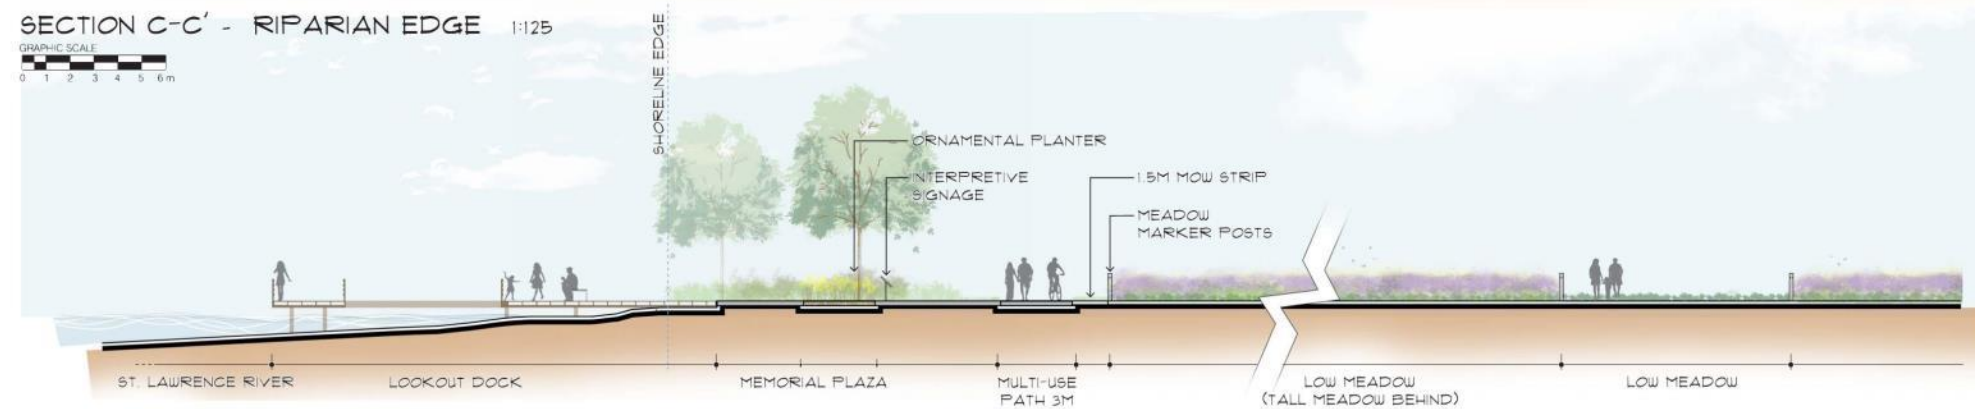 SECTION C-C' - RIPARIAN EDGE 1:125
GRAPHIC SCALE
0 1 2 3 4 5 6m
SHORELINE EDGE
ORNAMENTAL PLANTER
INTERPRETIVE
SIGNAGE
1.5M MOW STRIP
MEADOW
MARKER POSTS
ST. LAWRENCE RIVER
LOOKOUT DOCK
MEMORIAL PLAZA
MULTI-USE
PATH 3M
LOW MEADOW
(TALL MEADOW BEHIND)
LOW MEADOW